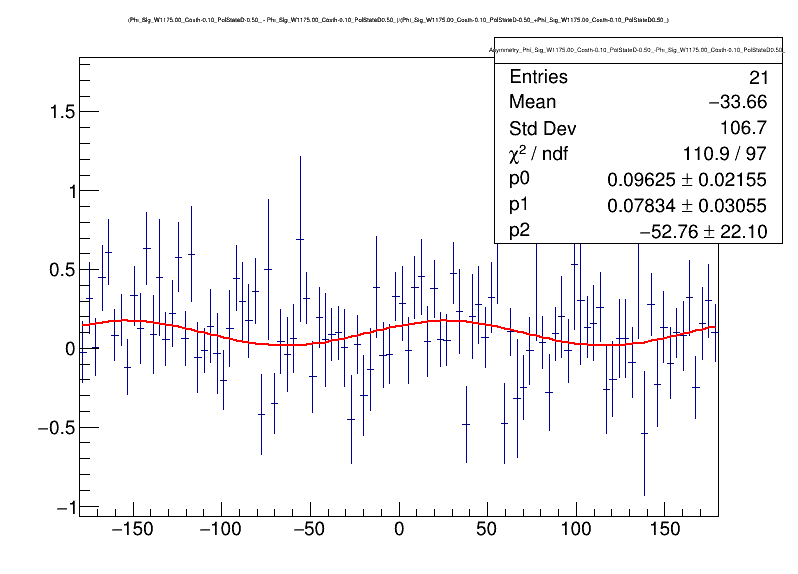 (Phi_Sig_W1175.00_Costh-0.10_PolStateD-0.50_ - Phi_Sig_W1175.00_Costh-0.10_PolStateD0.50_)/(Phi_Sig_W1175.00_Costh-0.10_PolStateD-0.50_+Phi_Sig_W1175.00_Costh-0.10_PolStateD0.50_)
Asymmetry_Phi_Sig_W1175.00_Costh-0.10_PolStateD-0.50_-Phi_Sig_W1175.00_Costh-0.10_PolStateD0.50_
Entries 21
Mean −33.66
Std Dev 106.7
χ² / ndf 110.9 / 97
p0 0.09625 ± 0.02155
p1 0.07834 ± 0.03055
p2 −52.76 ± 22.10
1.5
1
0.5
0
−0.5
−1
−150 −100 −50 0 50 100 150